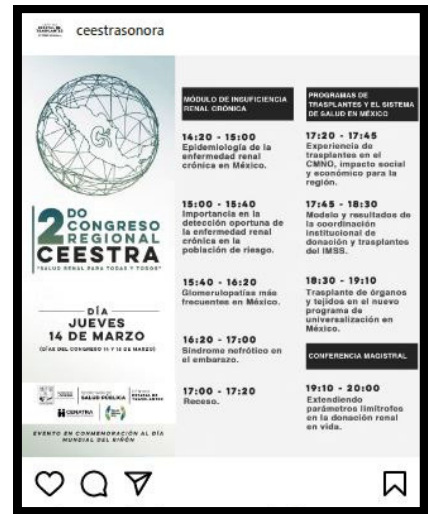 ceestrasonora
2
DO
CONGRESO
REGIONAL
CEESTRA
"SALUD RENAL PARA TODAS Y TODOS"
DÍA
JUEVES
14 DE MARZO
SALUD PÚBLICA
CENATRA
EVENTO EN CONMEMORACIÓN AL DÍA
MUNDIAL DEL RIÑÓN
MÓDULO DE INSUFICIENCIA
RENAL CRÓNICA
14:20 - 15:00
Epidemiología de la
enfermedad renal
crónica en México.
15:00 - 15:40
Importancia en la
detección oportuna de
la enfermedad renal
crónica en la
población de riesgo.
15:40 - 16:20
Glomerulopatías más
frecuentes en México.
16:20 - 17:00
Síndrome nefrótico en
el embarazo.
17:00 - 17:20
Receso.
PROGRAMAS DE
TRASPLANTES Y EL SISTEMA
DE SALUD EN MÉXICO
17:20 - 17:45
Experiencia de
trasplantes en el
CMNO, impacto social
y económico para la
región.
17:45 - 18:30
Modelo y resultados de
la coordinación
institucional de
donación y trasplantes
del IMSS.
18:30 - 19:10
Trasplante de órganos
y tejidos en el nuevo
programa de
universalización en
México.
CONFERENCIA MAGISTRAL
19:10 - 20:00
Extendiendo
parámetros limítrofes
en la donación renal
en vida.